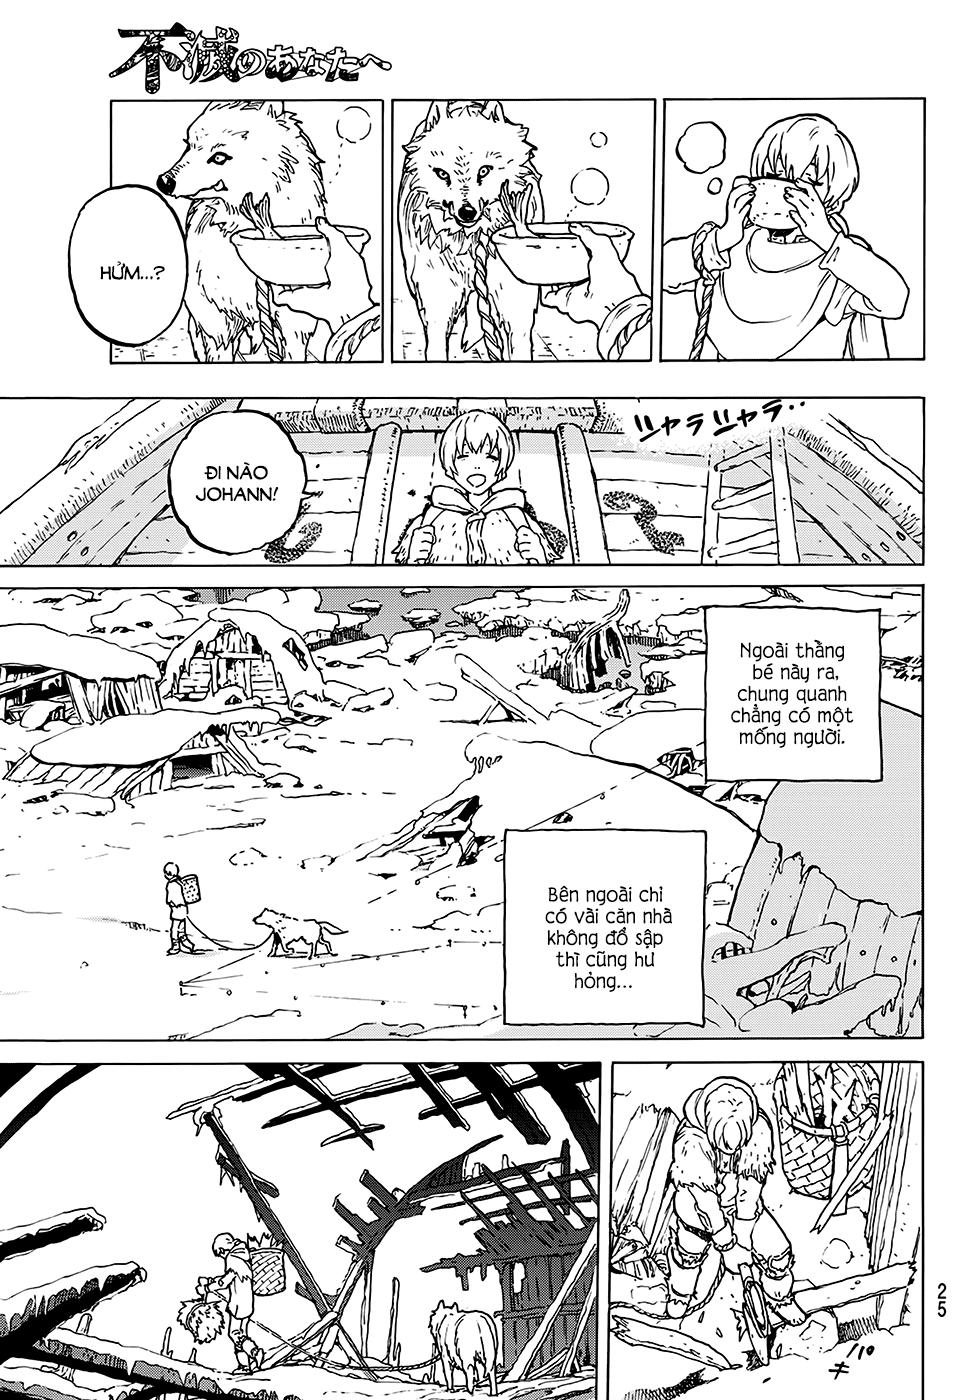 不滅のあなたへ
HỬM...?
ジャラジャラ··
ĐI NÀO
JOHANN!
Ngoài thằng
bé này ra,
chung quanh
chẳng có một
mống người.
Bên ngoài chỉ
có vài căn nhà
không đổ sập
thì cũng hư
hỏng...
25